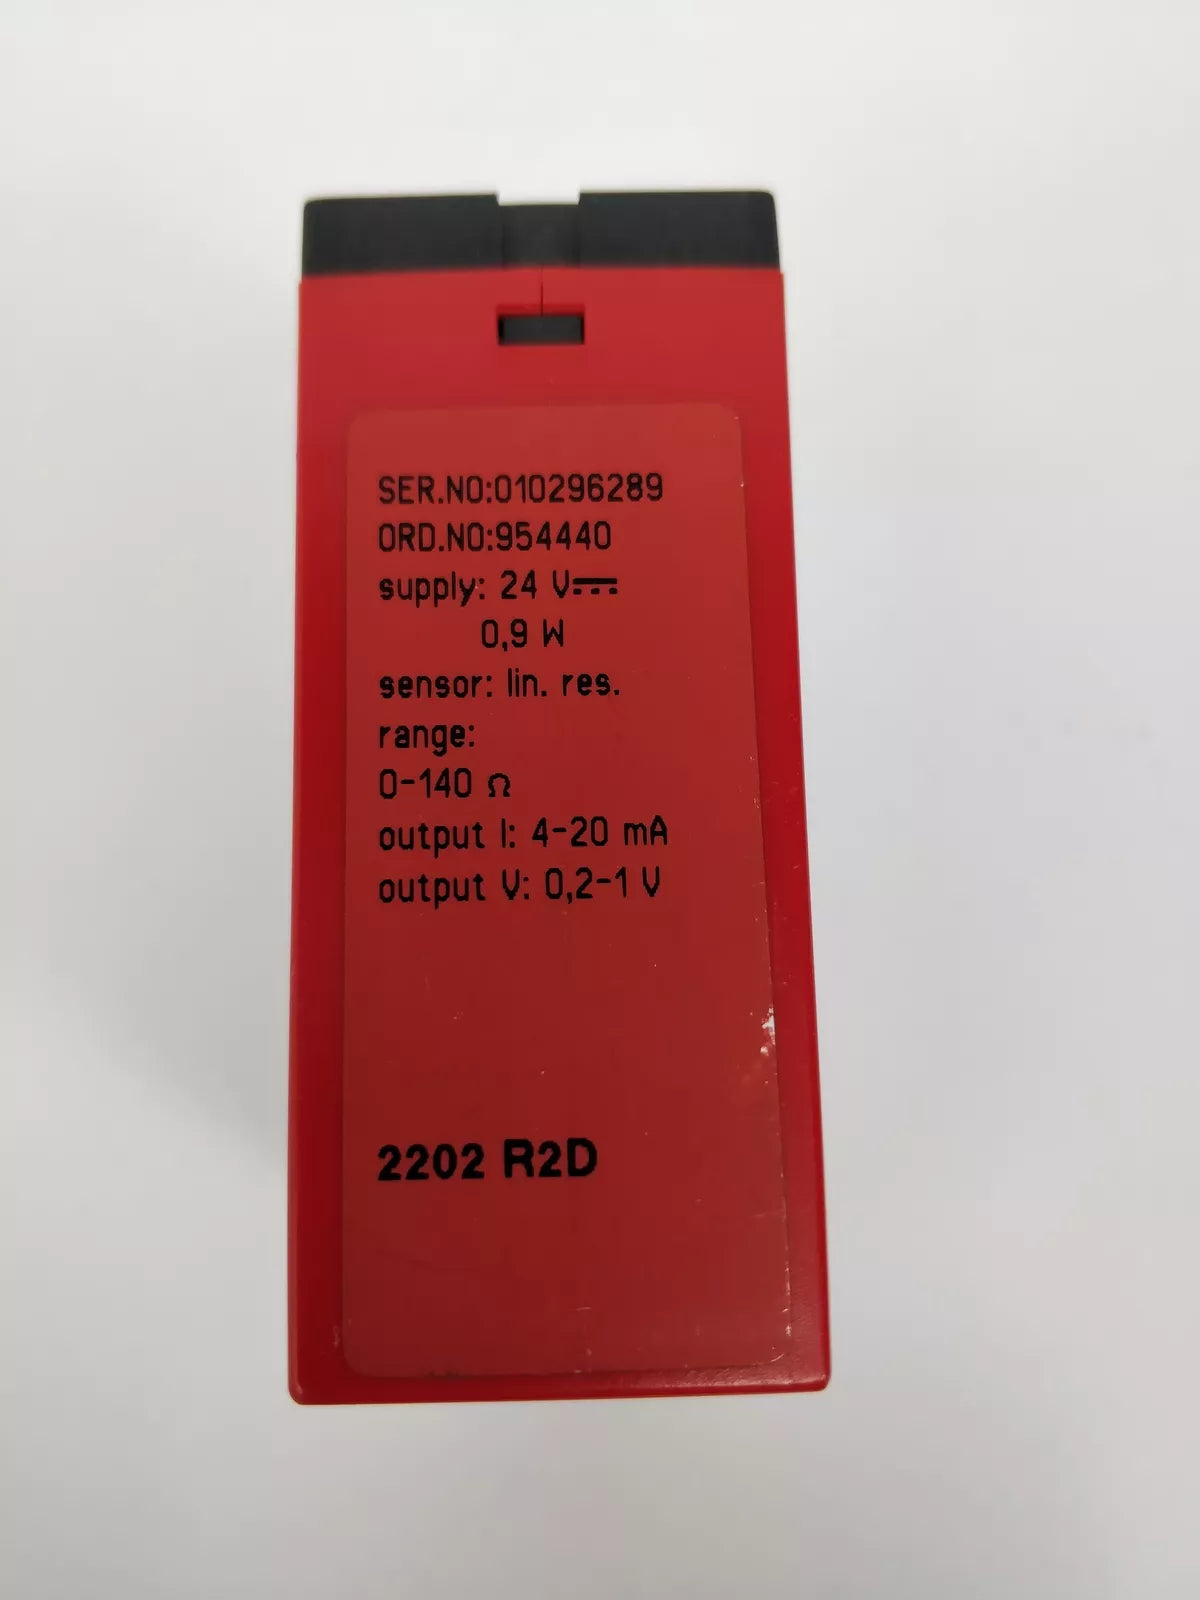 SER.NO:010296289
ORD.NO:954440
supply: 24 V⎓
0,9 W
sensor: lin. res.
range:
0-140 Ω
output I: 4-20 mA
output V: 0,2-1 V
2202 R2D